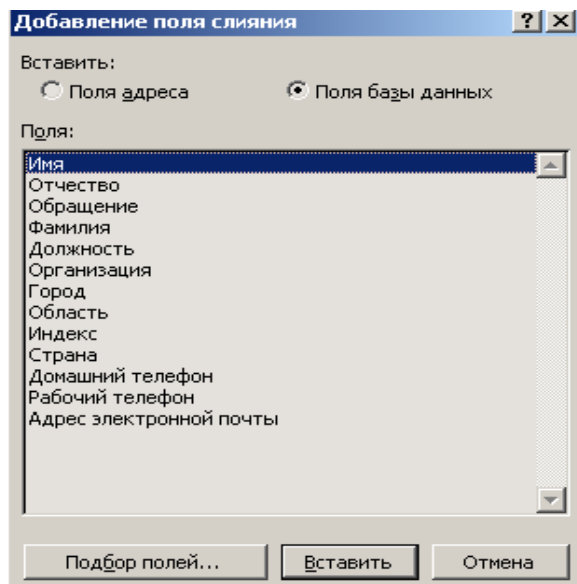 Добавление поля слияния
Вставить:
Поля адреса Поля базы данных
Поля:
Имя
Отчество
Обращение
Фамилия
Должность
Организация
Город
Область
Индекс
Страна
Домашний телефон
Рабочий телефон
Адрес электронной почты
Подбор полей... Вставить Отмена